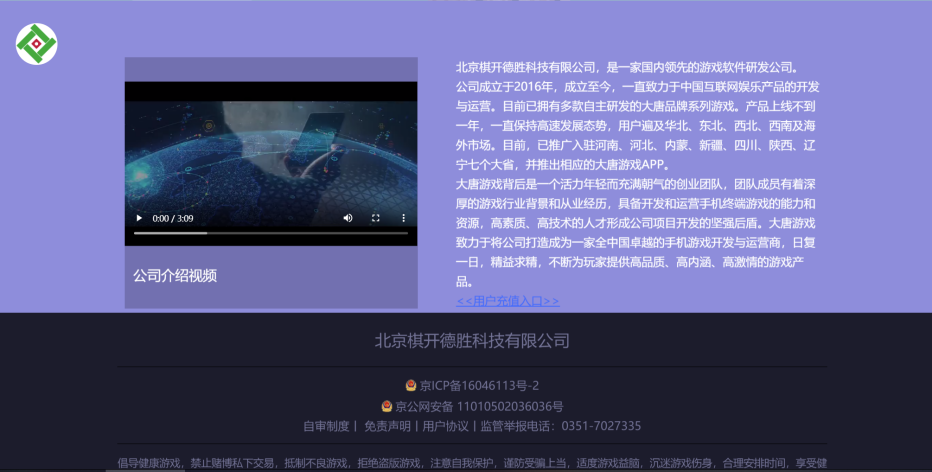 北京棋开德胜科技有限公司，是一家国内领先的游戏软件研发公司。
公司成立于2016年，成立至今，一直致力于中国互联网娱乐产品的开发
与运营。目前已拥有多款自主研发的大唐品牌系列游戏。产品上线不到
一年，一直保持高速发展态势，用户遍及华北、东北、西北、西南及海
外市场。目前，已推广入驻河南、河北、内蒙、新疆、四川、陕西、辽
宁七个大省，并推出相应的大唐游戏APP。
大唐游戏背后是一个活力年轻而充满朝气的创业团队，团队成员有着深
厚的游戏行业背景和从业经历，具备开发和运营手机终端游戏的能力和
资源，高素质、高技术的人才形成公司项目开发的坚强后盾。大唐游戏
致力于将公司打造成为一家全中国卓越的手机游戏开发与运营商，日复
一日，精益求精，不断为玩家提供高品质、高内涵、高激情的游戏产
品。
<<用户充值入口>>
0:00 / 3:09
公司介绍视频
北京棋开德胜科技有限公司
京ICP备16046113号-2
京公网安备 11010502036036号
自审制度丨 免责声明丨用户协议丨监管举报电话：0351-7027335
倡导健康游戏，禁止赌博私下交易，抵制不良游戏，拒绝盗版游戏，注意自我保护，谨防受骗上当，适度游戏益脑，沉迷游戏伤身，合理安排时间，享受健